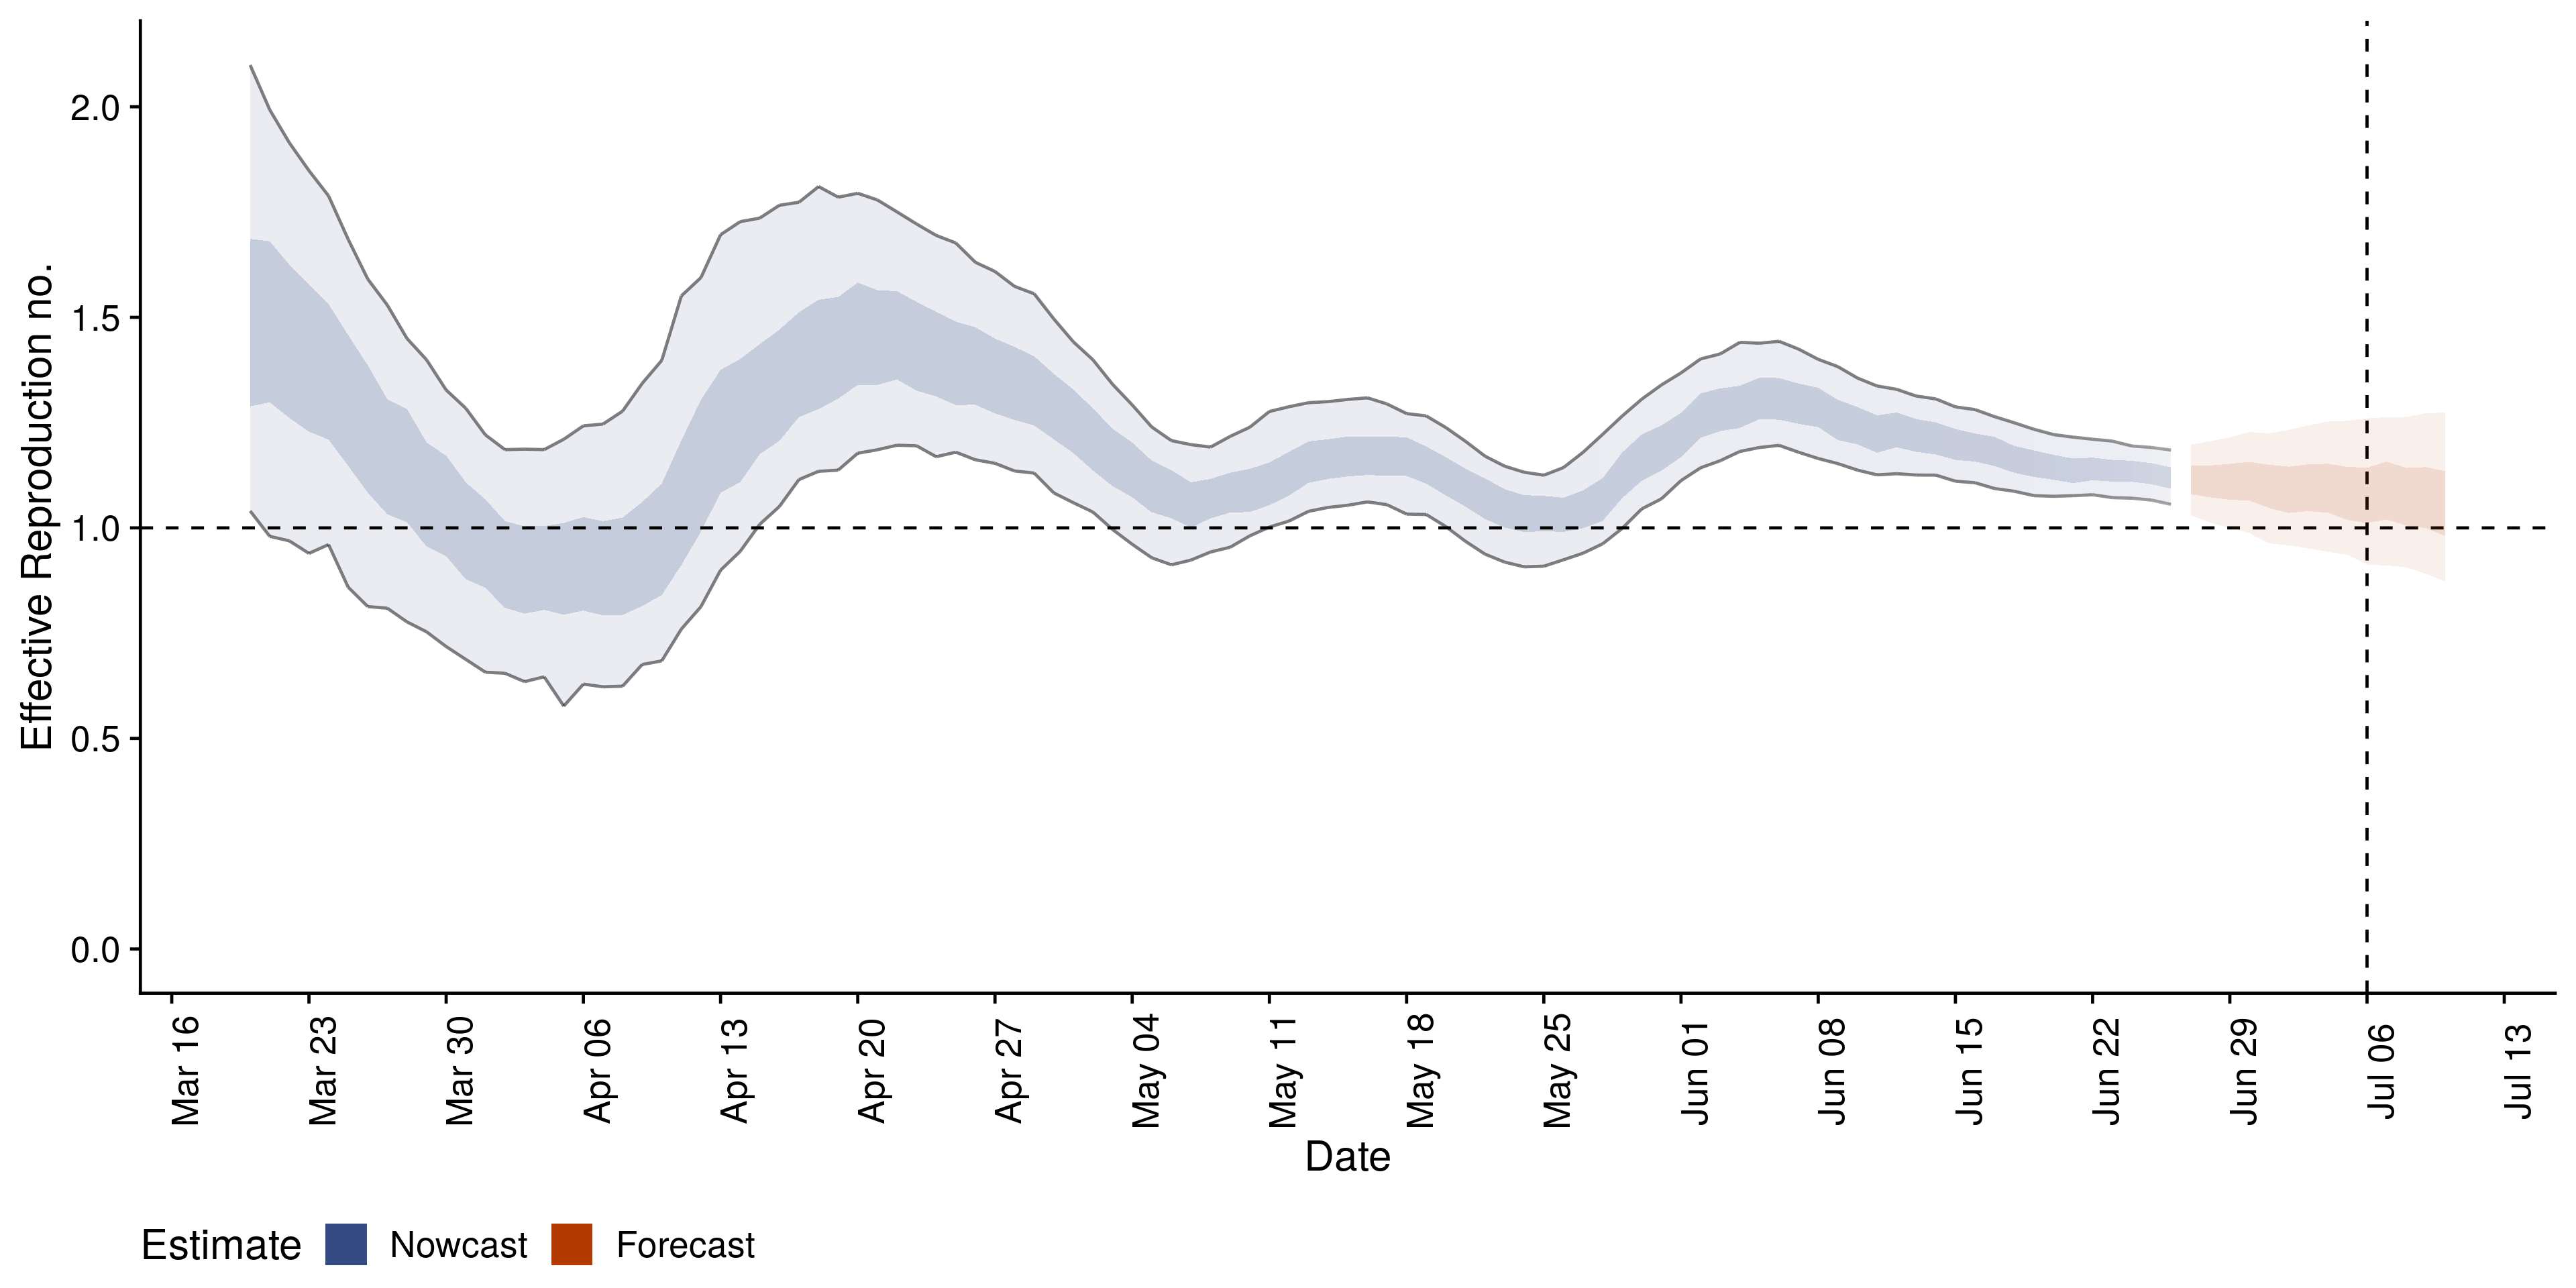 Effective Reproduction no.
2.0
1.5
1.0
0.5
0.0
Mar 16
Mar 23
Mar 30
Apr 06
Apr 13
Apr 20
Apr 27
May 04
May 11
May 18
May 25
Jun 01
Jun 08
Jun 15
Jun 22
Jun 29
Jul 06
Jul 13
Date
Estimate Nowcast Forecast